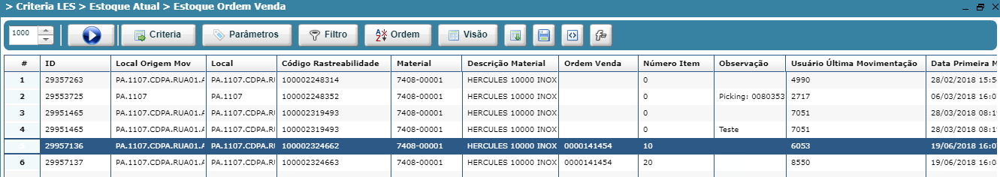 > Criteria LES > Estoque Atual > Estoque Ordem Venda
1000 Criteria Parâmetros Filtro Ordem Visão
# ID Local Origem Mov Local Código Rastreabilidade Material Descrição Material Ordem Venda Número Item Observação Usuário Última Movimentação Data Primeira M
1 29357263 PA.1107.CDPA.RUA01.A PA.1107.CDPA.RU 100002248314 7408-00001 HERCULES 10000 INOX 0 4990 28/02/2018 15:5
2 29553725 PA.1107 PA.1107 100002248352 7408-00001 HERCULES 10000 INOX 0 Picking: 0080353 2717 06/03/2018 16:0
3 29951465 PA.1107.CDPA.RUA01.A PA.1107.CDPA.RU 100002319493 7408-00001 HERCULES 10000 INOX 0 7051 28/03/2018 08:1
4 29951465 PA.1107.CDPA.RUA01.A PA.1107.CDPA.RU 100002319493 7408-00001 HERCULES 10000 INOX 0 Teste 7051 28/03/2018 08:1
29957136 PA.1107.CDPA.RUA01.A PA.1107.CDPA.RU 100002324662 7408-00001 HERCULES 10000 INOX 0000141454 10 6053 19/06/2018 16:0
6 29957137 PA.1107.CDPA.RUA01.A PA.1107.CDPA.RU 100002324663 7408-00001 HERCULES 10000 INOX 0000141454 20 8550 19/06/2018 16:0